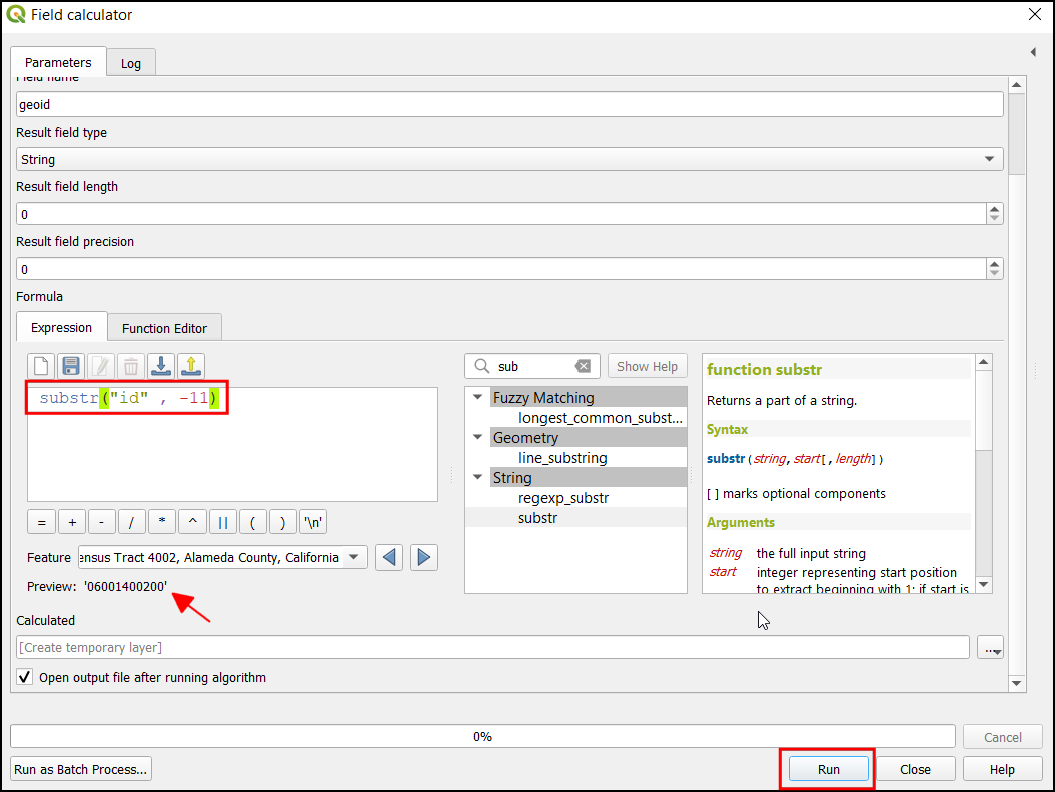 Field calculator
Parameters
Log
Field name
geoid
Result field type
String
Result field length
0
Result field precision
0
Formula
Expression
Function Editor
substr("id" , -11)
= + - / * ^ || ( ) '\n'
Feature ensus Tract 4002, Alameda County, California
Preview: '06001400200'
sub
Show Help
Fuzzy Matching
longest_common_subst...
Geometry
line_substring
String
regexp_substr
substr
function substr
Returns a part of a string.
Syntax
substr(string,start[,length])
[ ] marks optional components
Arguments
string the full input string
start integer representing start position
to extract beginning with 1; if start is
Calculated
[Create temporary layer]
...
Open output file after running algorithm
0%
Cancel
Run as Batch Process...
Run
Close
Help